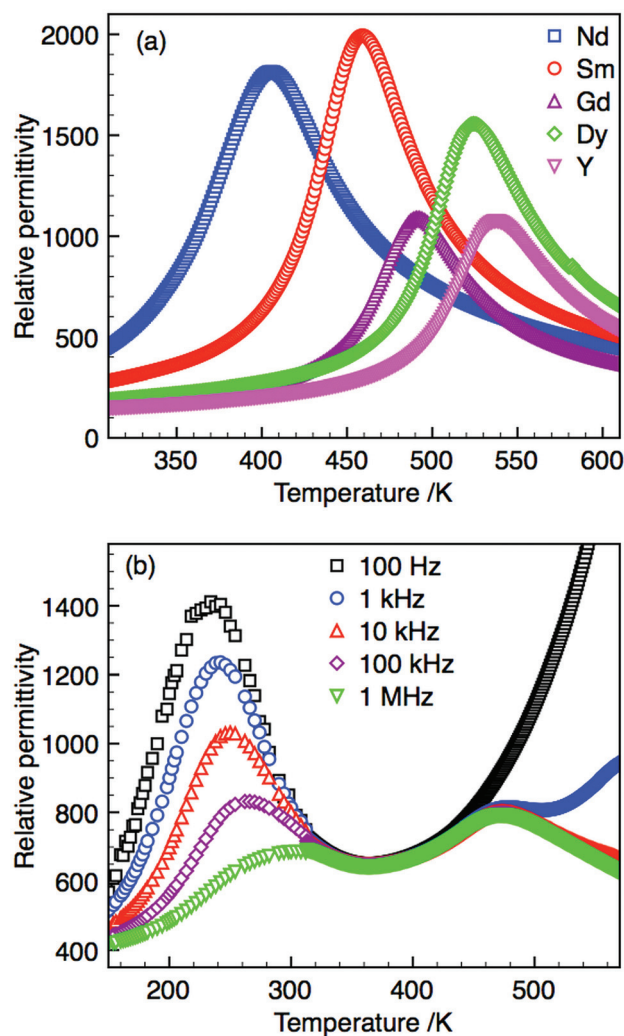 (a)
Nd
Sm
Gd
Dy
Y
Relative permittivity
2000
1500
1000
500
0
350 400 450 500 550 600
Temperature /K
(b)
100 Hz
1 kHz
10 kHz
100 kHz
1 MHz
Relative permittivity
1400
1200
1000
800
600
400
200 300 400 500
Temperature /K